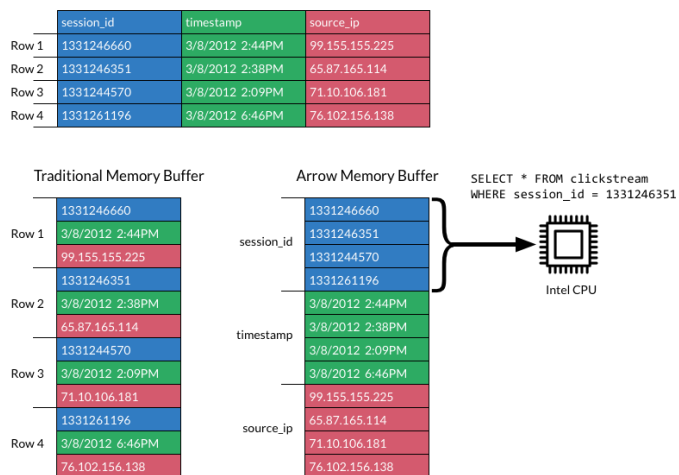 session_id timestamp source_ip
Row 1 1331246660 3/8/2012 2:44PM 99.155.155.225
Row 2 1331246351 3/8/2012 2:38PM 65.87.165.114
Row 3 1331244570 3/8/2012 2:09PM 71.10.106.181
Row 4 1331261196 3/8/2012 6:46PM 76.102.156.138
Traditional Memory Buffer
Row 1
1331246660
3/8/2012 2:44PM
99.155.155.225
Row 2
1331246351
3/8/2012 2:38PM
65.87.165.114
Row 3
1331244570
3/8/2012 2:09PM
71.10.106.181
Row 4
1331261196
3/8/2012 6:46PM
76.102.156.138
Arrow Memory Buffer
session_id
1331246660
1331246351
1331244570
1331261196
timestamp
3/8/2012 2:44PM
3/8/2012 2:38PM
3/8/2012 2:09PM
3/8/2012 6:46PM
source_ip
99.155.155.225
65.87.165.114
71.10.106.181
76.102.156.138
SELECT * FROM clickstream
WHERE session_id = 1331246351
Intel CPU